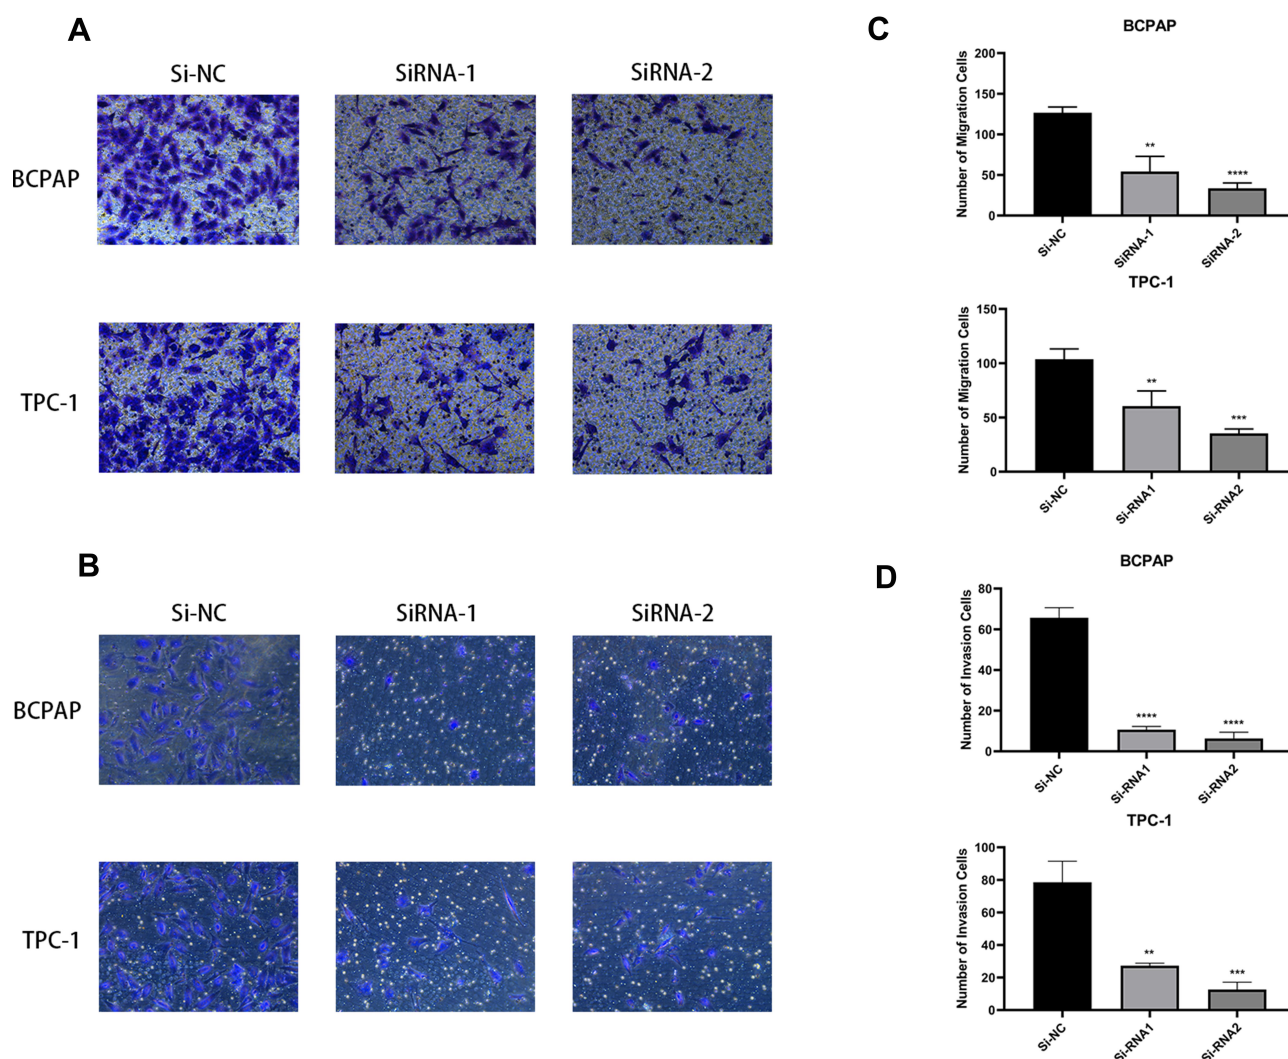 A
Si-NC SiRNA-1 SiRNA-2
BCPAP
TPC-1
B
Si-NC SiRNA-1 SiRNA-2
BCPAP
TPC-1
C
BCPAP
Number of Migration Cells
200
150
100
50
0
**
****
Si-NC SiRNA-1 SiRNA-2
TPC-1
Number of Migration Cells
150
100
50
0
**
***
Si-NC Si-RNA1 Si-RNA2
D
BCPAP
Number of Invasion Cells
80
60
40
20
0
****
****
Si-NC Si-RNA1 Si-RNA2
TPC-1
Number of Invasion Cells
100
80
60
40
20
0
**
***
Si-NC Si-RNA1 Si-RNA2